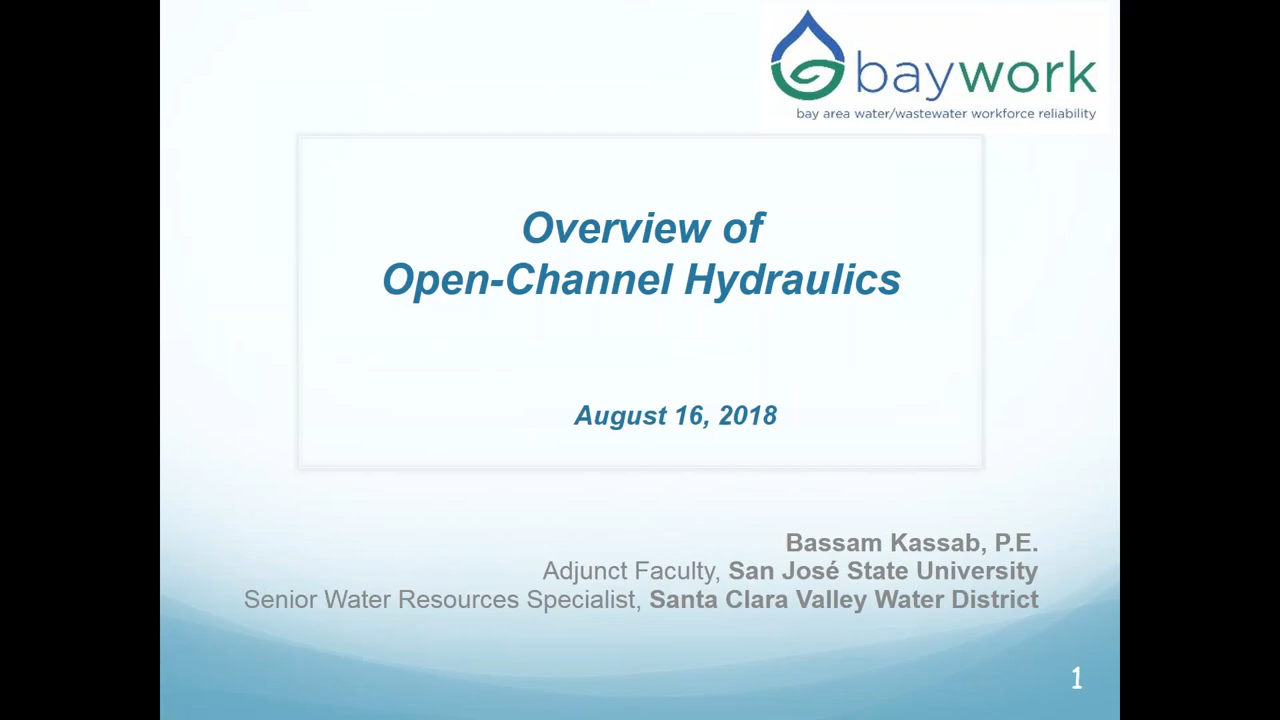 baywork
bay area water/wastewater workforce reliability
Overview of
Open-Channel Hydraulics
August 16, 2018
Bassam Kassab, P.E.
Adjunct Faculty, San José State University
Senior Water Resources Specialist, Santa Clara Valley Water District
1